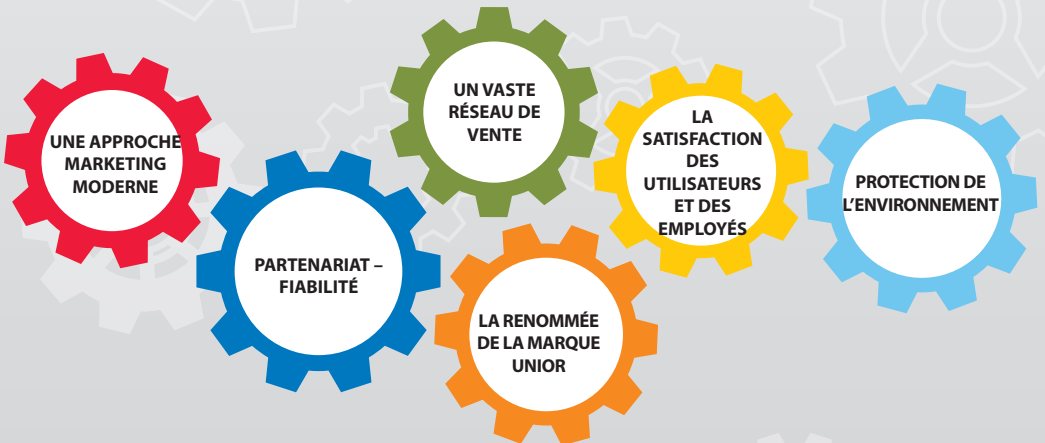 UNE APPROCHE
MARKETING
MODERNE
PARTENARIAT –
FIABILITÉ
UN VASTE
RÉSEAU DE
VENTE
LA RENOMMÉE
DE LA MARQUE
UNIOR
LA
SATISFACTION
DES
UTILISATEURS
ET DES
EMPLOYÉS
PROTECTION DE
L’ENVIRONNEMENT